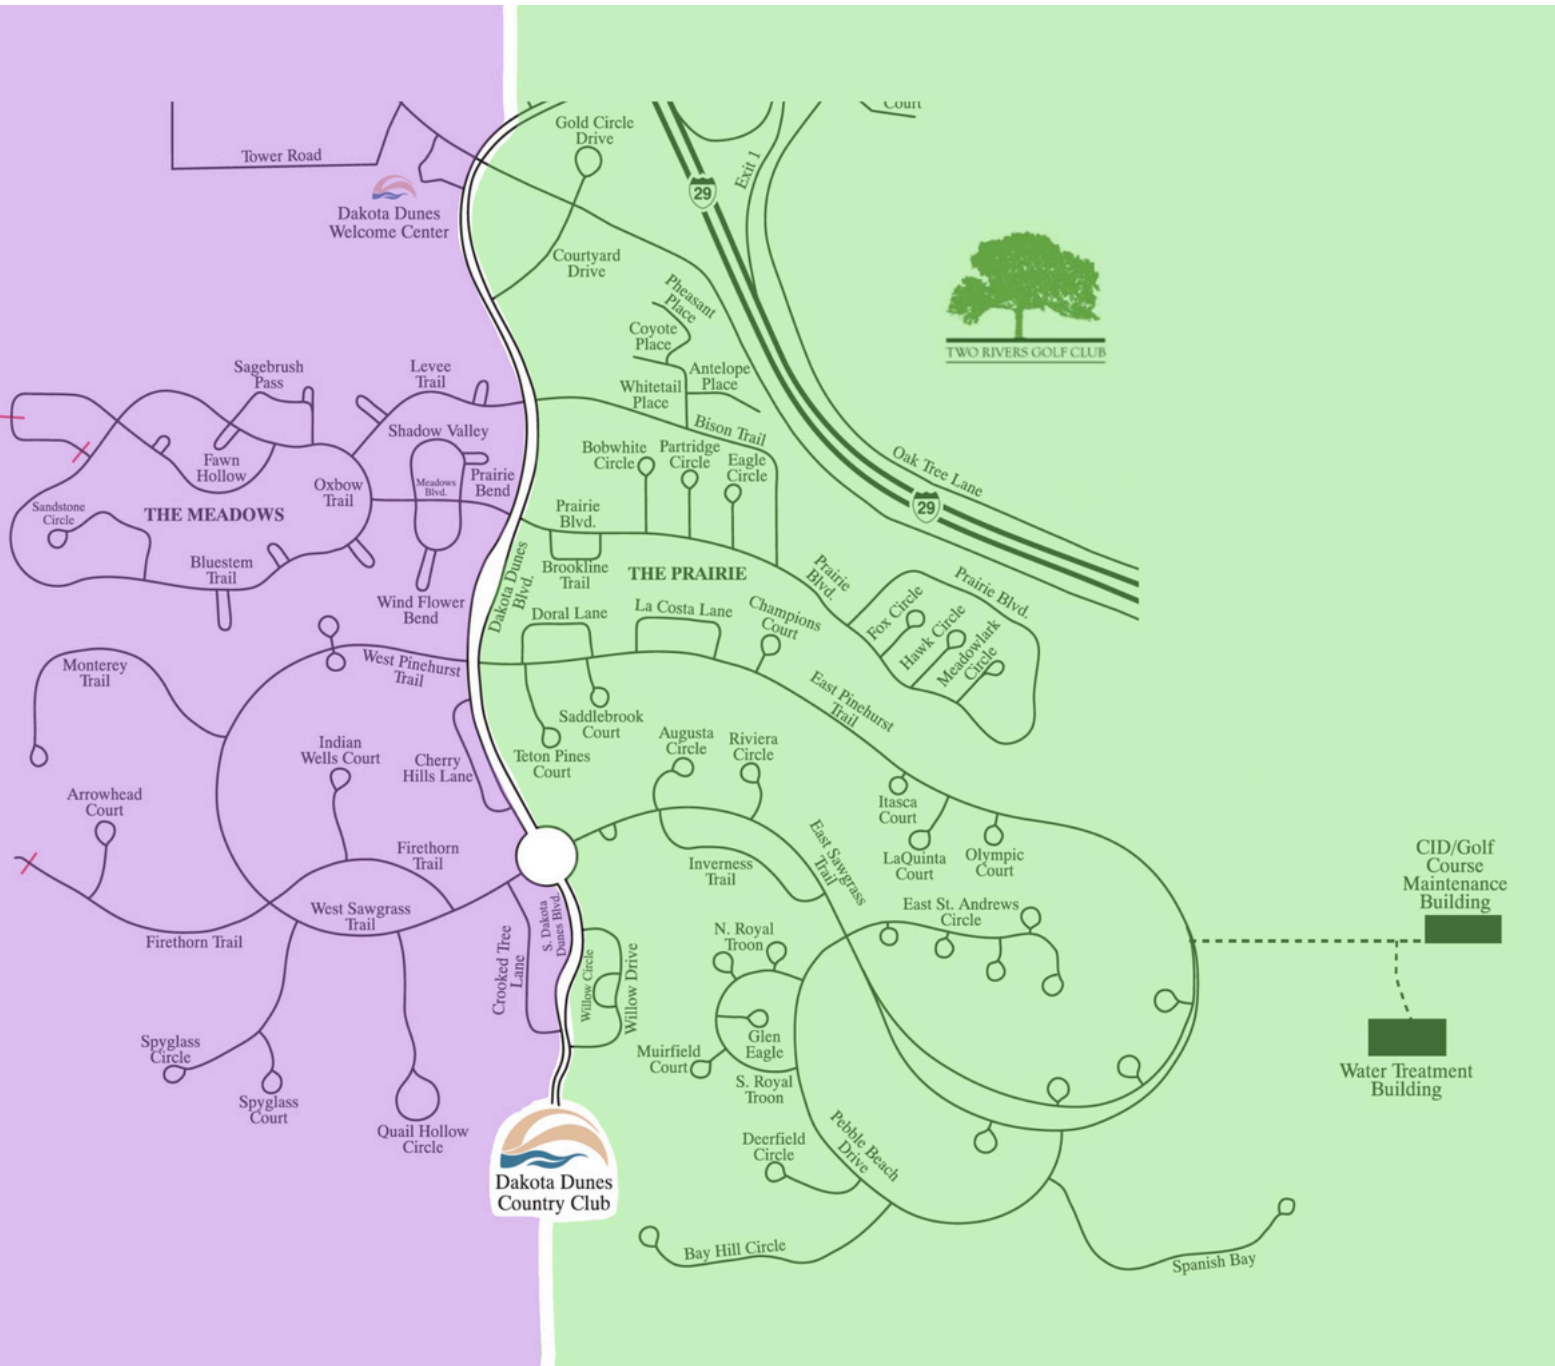 Court
Gold Circle
Drive
Exit 1
29
Tower Road
Dakota Dunes
Welcome Center
Courtyard
Drive
Pheasant
Place
Coyote
Place
TWO RIVERS GOLF CLUB
Sagebrush
Pass
Levee
Trail
Antelope
Place
Whitetail
Place
Shadow Valley
Bison Trail
Bobwhite
Circle
Partridge
Circle
Eagle
Circle
Oak Tree Lane
29
Fawn
Hollow
Oxbow
Trail
Meadows
Blvd.
Prairie
Bend
Sandstone
Circle
THE MEADOWS
Prairie
Blvd.
Bluestem
Trail
Dakota Dunes
Blvd.
Brookline
Trail
THE PRAIRIE
Prairie
Blvd.
Prairie Blvd.
Wind Flower
Bend
Doral Lane
La Costa Lane
Champions
Court
Fox Circle
Hawk Circle
Meadowlark
Circle
Monterey
Trail
West Pinehurst
Trail
East Pinehurst
Trail
Saddlebrook
Court
Teton Pines
Court
Augusta
Circle
Riviera
Circle
Indian
Wells Court
Cherry
Hills Lane
Arrowhead
Court
Itasca
Court
Firethorn
Trail
Inverness
Trail
East Sawgrass
Trail
LaQuinta
Court
Olympic
Court
CID/Golf
Course
Maintenance
Building
West Sawgrass
Trail
Firethorn Trail
Crooked Tree
Lane
S. Dakota
Dunes Blvd.
Willow Circle
Willow Drive
N. Royal
Troon
East St. Andrews
Circle
Spyglass
Circle
Spyglass
Court
Quail Hollow
Circle
Muirfield
Court
Glen
Eagle
S. Royal
Troon
Water Treatment
Building
Deerfield
Circle
Pebble Beach
Drive
Dakota Dunes
Country Club
Bay Hill Circle
Spanish Bay